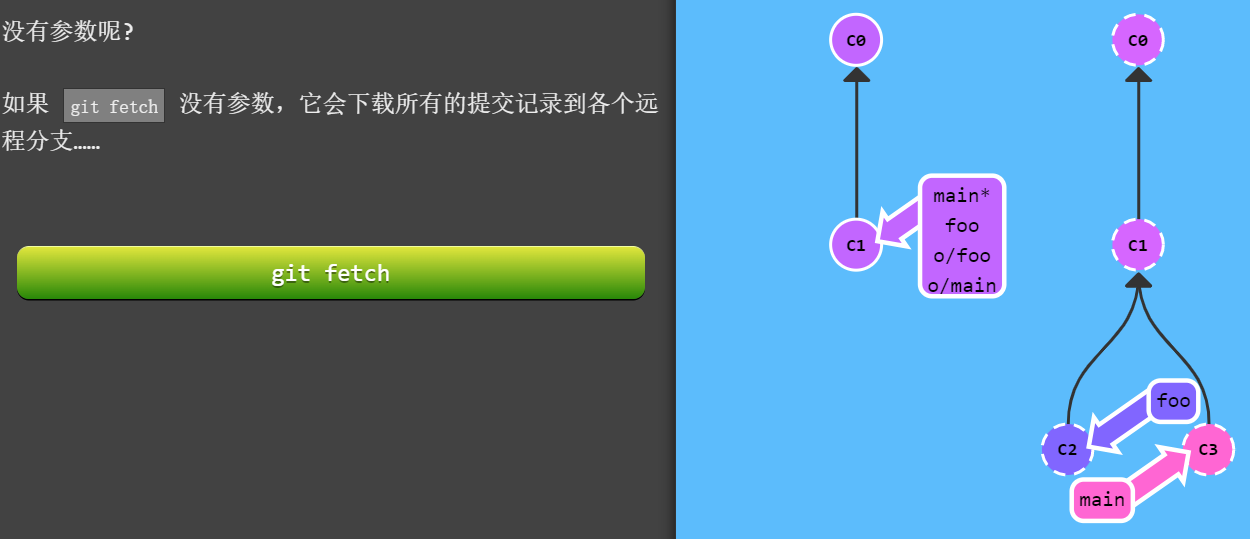 没有参数呢?
如果 git fetch 没有参数，它会下载所有的提交记录到各个远
程分支……
git fetch
C0
C0
main*
foo
o/foo
o/main
C1
C1
foo
C2
C3
main